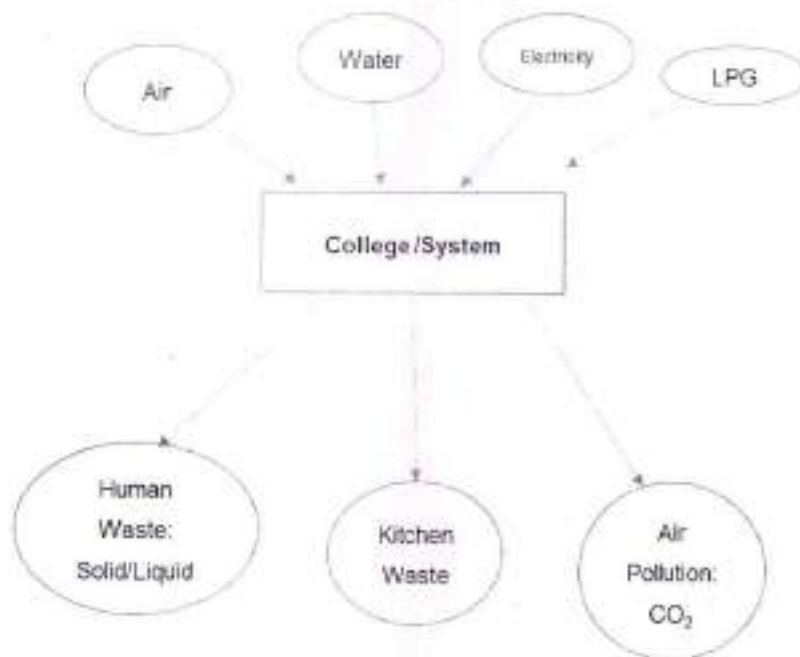 Air
Water
Electricity
LPG
College/System
Human
Waste:
Solid/Liquid
Kitchen
Waste
Air
Pollution:
CO₂